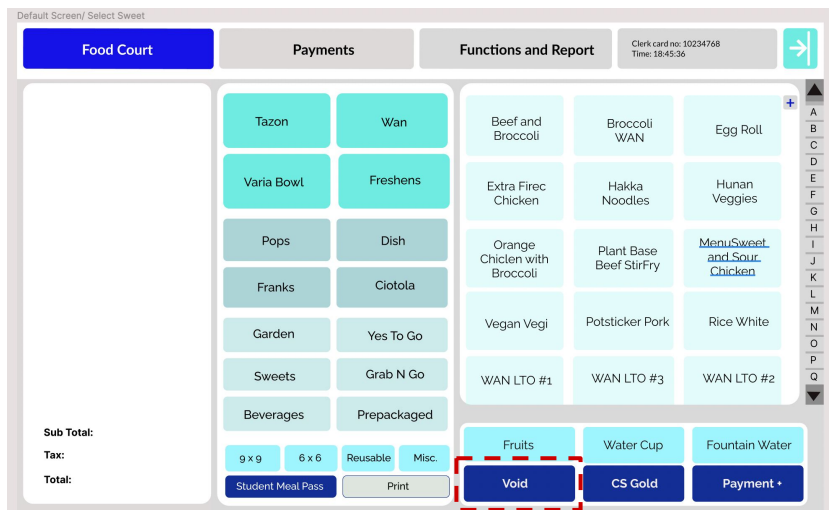 Default Screen/ Select Sweet
Food Court
Payments
Functions and Report
Clerk card no: 10234768
Time: 18:45:36
Tazon
Wan
Varia Bowl
Freshens
Pops
Dish
Franks
Ciotola
Garden
Yes To Go
Sweets
Grab N Go
Beverages
Prepackaged
9 x 9
6 x 6
Reusable
Misc.
Student Meal Pass
Print
Beef and
Broccoli
Broccoli
WAN
Egg Roll
+
Extra Firec
Chicken
Hakka
Noodles
Hunan
Veggies
Orange
Chiclen with
Broccoli
Plant Base
Beef StirFry
MenuSweet
and Sour
Chicken
Vegan Vegi
Potsticker Pork
Rice White
WAN LTO #1
WAN LTO #3
WAN LTO #2
A
B
C
D
E
F
G
H
I
J
K
L
M
N
O
P
Q
Sub Total:
Tax:
Total:
Fruits
Water Cup
Fountain Water
Void
CS Gold
Payment +